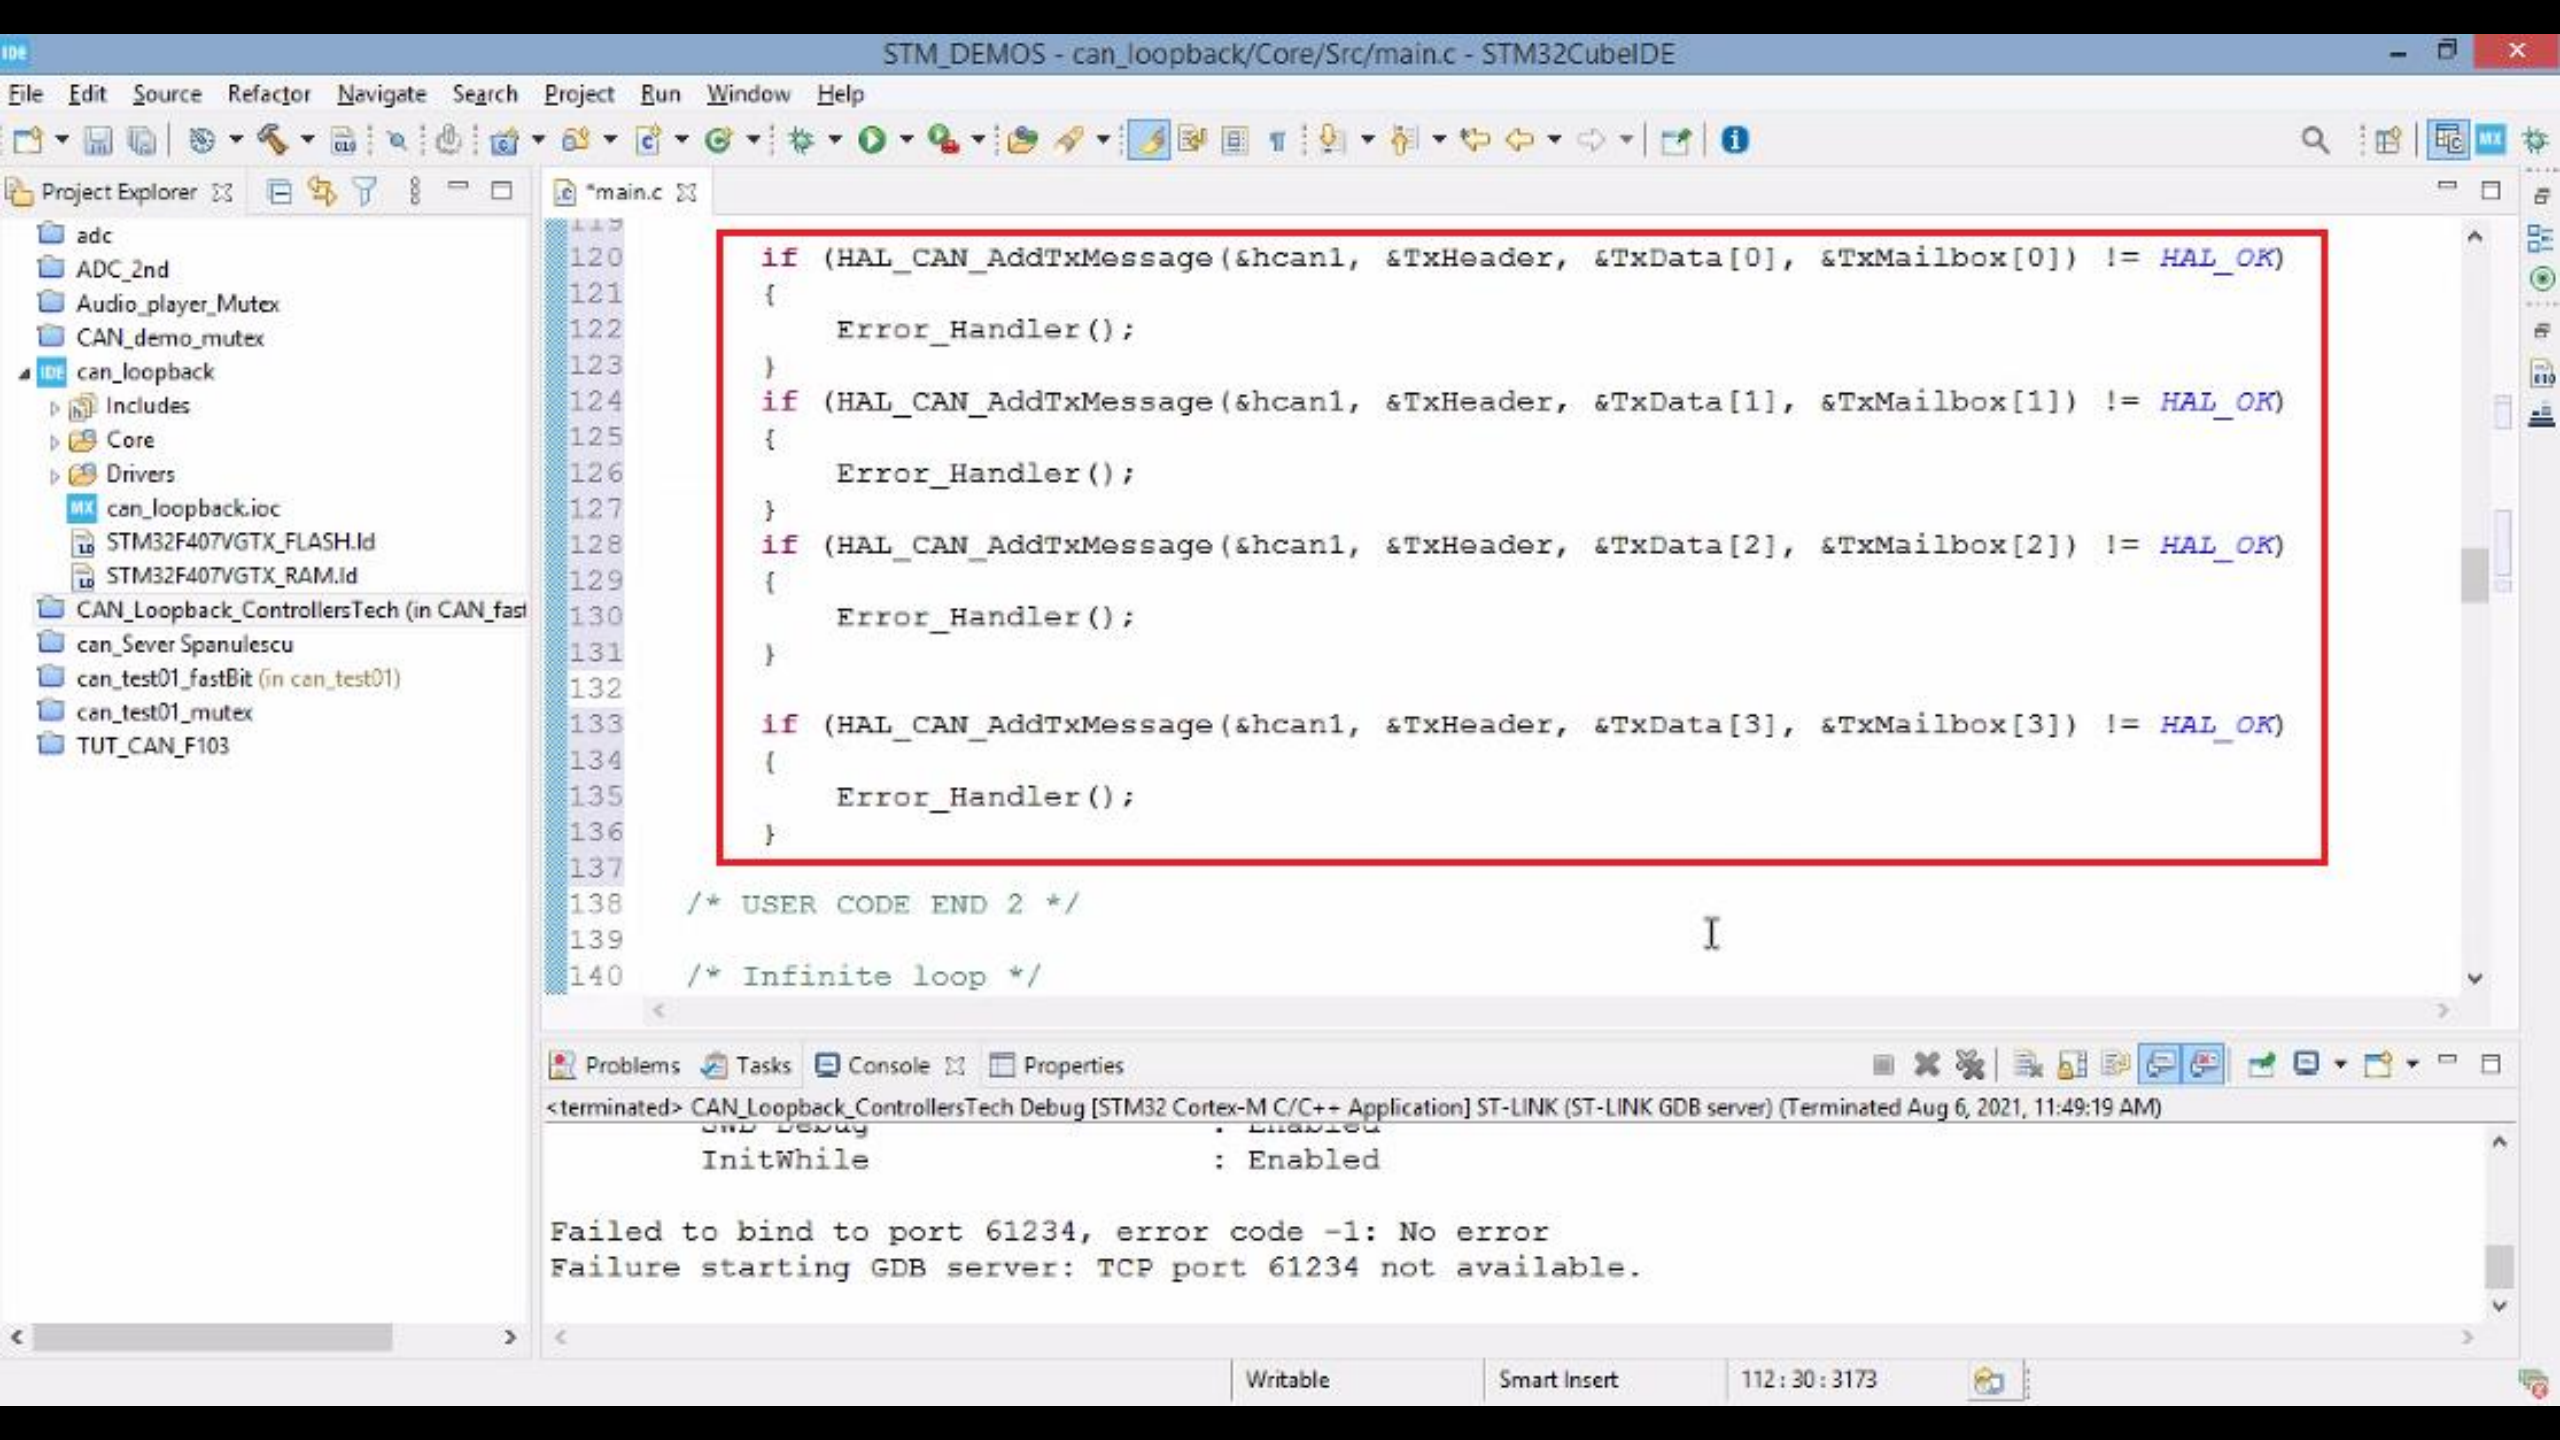 IDE
STM_DEMOS - can_loopback/Core/Src/main.c - STM32CubeIDE
File Edit Source Refactor Navigate Search Project Run Window Help
Project Explorer
adc
ADC_2nd
Audio_player_Mutex
CAN_demo_mutex
IDE can_loopback
Includes
Core
Drivers
MX can_loopback.ioc
STM32F407VGTX_FLASH.ld
STM32F407VGTX_RAM.ld
CAN_Loopback_ControllersTech (in CAN_fast
can_Sever Spanulescu
can_test01_fastBit (in can_test01)
can_test01_mutex
TUT_CAN_F103
*main.c
119
120 if (HAL_CAN_AddTxMessage(&hcan1, &TxHeader, &TxData[0], &TxMailbox[0]) != HAL_OK)
121 {
122 Error_Handler();
123 }
124 if (HAL_CAN_AddTxMessage(&hcan1, &TxHeader, &TxData[1], &TxMailbox[1]) != HAL_OK)
125 {
126 Error_Handler();
127 }
128 if (HAL_CAN_AddTxMessage(&hcan1, &TxHeader, &TxData[2], &TxMailbox[2]) != HAL_OK)
129 {
130 Error_Handler();
131 }
132
133 if (HAL_CAN_AddTxMessage(&hcan1, &TxHeader, &TxData[3], &TxMailbox[3]) != HAL_OK)
134 {
135 Error_Handler();
136 }
137
138 /* USER CODE END 2 */
139
140 /* Infinite loop */
Problems Tasks Console Properties
<terminated> CAN_Loopback_ControllersTech Debug [STM32 Cortex-M C/C++ Application] ST-LINK (ST-LINK GDB server) (Terminated Aug 6, 2021, 11:49:19 AM)
SWD Debug : Enabled
InitWhile : Enabled
Failed to bind to port 61234, error code -1: No error
Failure starting GDB server: TCP port 61234 not available.
Writable Smart Insert 112 : 30 : 3173